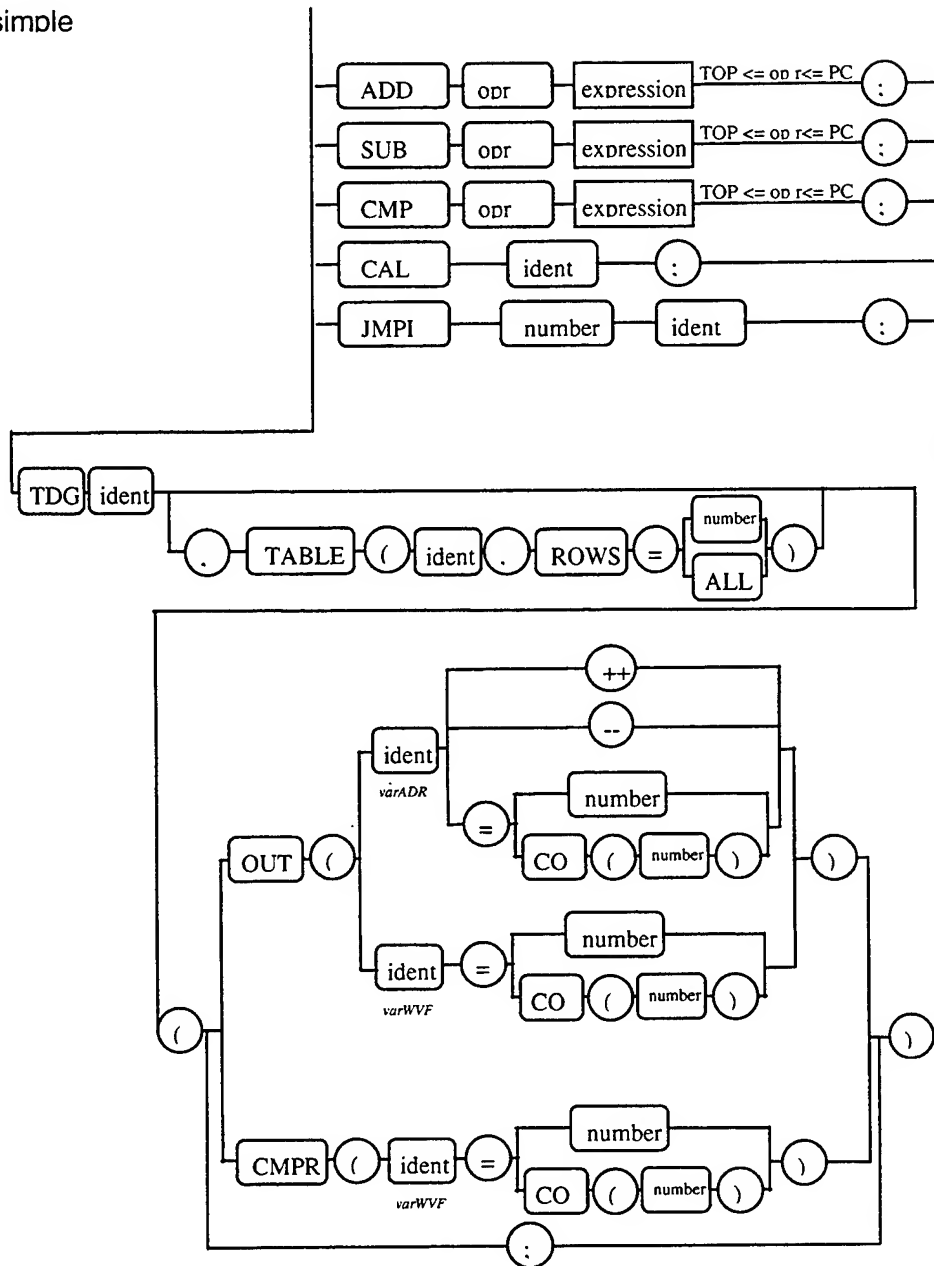 simple
ADD opr expression TOP <= op r<= PC ;
SUB opr expression TOP <= op r<= PC ;
CMP opr expression TOP <= op r<= PC ;
CAL ident ;
JMPI number ident ;
TDG ident
number
. TABLE ( ident . ROWS = )
ALL
++
--
ident
varADR
number
=
CO ( number )
OUT ( )
number
ident =
varWVF
CO ( number )
( )
number
CMPR ( ident = )
varWVF
CO ( number )
;